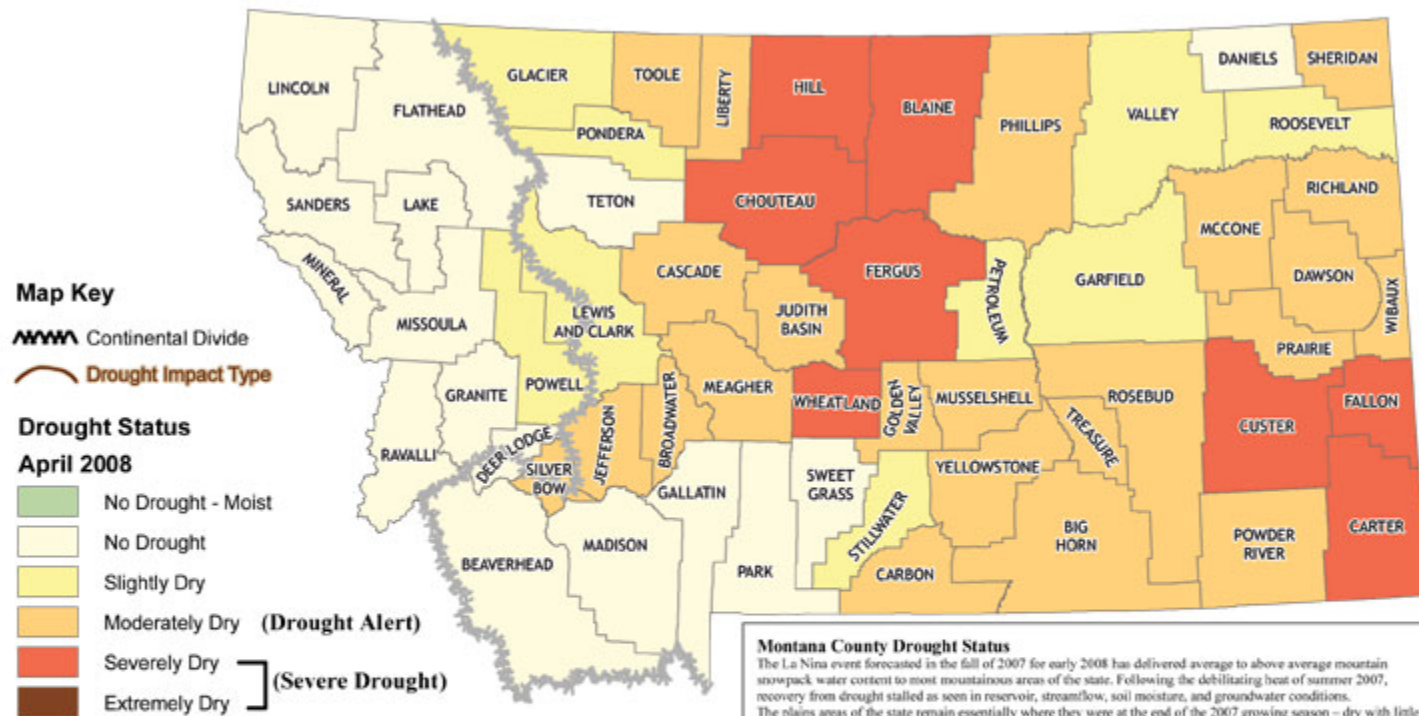 LINCOLN
FLATHEAD
GLACIER
TOOLE
LIBERTY
HILL
BLAINE
PHILLIPS
VALLEY
DANIELS
SHERIDAN
PONDERA
ROOSEVELT
SANDERS
LAKE
TETON
CHOUTEAU
RICHLAND
MCCONE
MINERAL
MISSOULA
LEWIS
AND CLARK
CASCADE
JUDITH
BASIN
FERGUS
PETROLEUM
GARFIELD
DAWSON
WIBAUX
PRAIRIE
POWELL
GRANITE
MEAGHER
WHEATLAND
GOLDEN
VALLEY
MUSSELSHELL
ROSEBUD
TREASURE
CUSTER
FALLON
RAVALLI
DEER LODGE
SILVER
BOW
JEFFERSON
BROADWATER
GALLATIN
SWEET
GRASS
YELLOWSTONE
STILLWATER
BEAVERHEAD
MADISON
PARK
CARBON
BIG
HORN
POWDER
RIVER
CARTER
Map Key
Continental Divide
Drought Impact Type
Drought Status
April 2008
No Drought - Moist
No Drought
Slightly Dry
Moderately Dry (Drought Alert)
Severely Dry
(Severe Drought)
Extremely Dry
Montana County Drought Status
The La Nina event forecasted in the fall of 2007 for early 2008 has delivered average to above average mountain
snowpack water content to most mountainous areas of the state. Following the debilitating heat of summer 2007,
recovery from drought stalled as seen in reservoir, streamflow, soil moisture, and groundwater conditions.
The plains areas of the state remain essentially where they were at the end of the 2007 growing season – dry with little